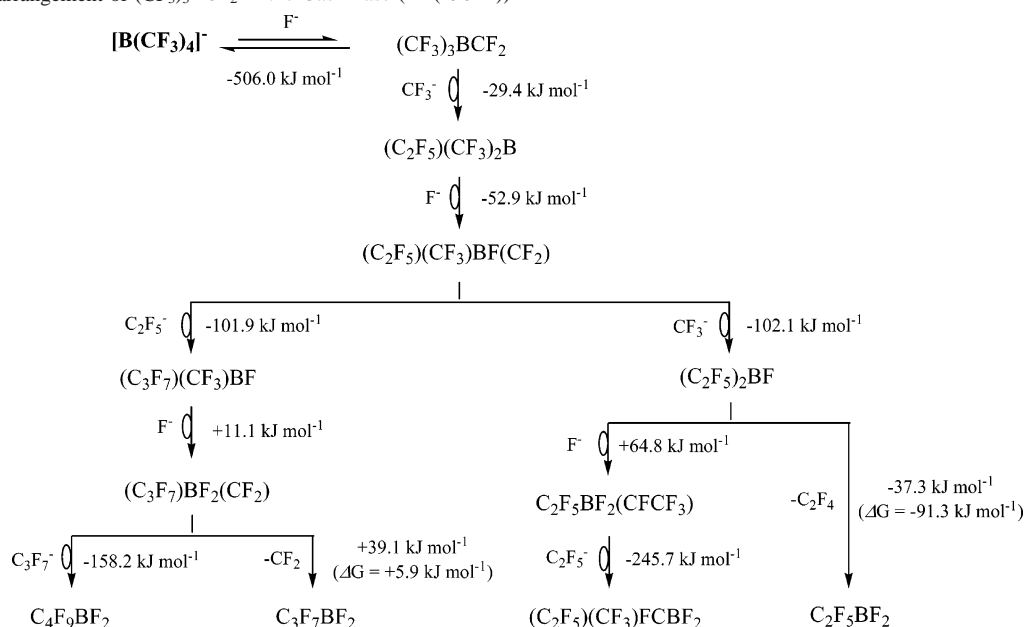 F⁻
[B(CF₃)₄]⁻
(CF₃)₃BCF₂
-506.0 kJ mol⁻¹
CF₃⁻ -29.4 kJ mol⁻¹
(C₂F₅)(CF₃)₂B
F⁻ -52.9 kJ mol⁻¹
(C₂F₅)(CF₃)BF(CF₂)
C₂F₅⁻ -101.9 kJ mol⁻¹
CF₃⁻ -102.1 kJ mol⁻¹
(C₃F₇)(CF₃)BF
(C₂F₅)₂BF
F⁻ +11.1 kJ mol⁻¹
F⁻ +64.8 kJ mol⁻¹
(C₃F₇)BF₂(CF₂)
C₂F₅BF₂(CFCF₃)
-C₂F₄
-37.3 kJ mol⁻¹
(ΔG = -91.3 kJ mol⁻¹)
C₃F₇⁻ -158.2 kJ mol⁻¹
-CF₂
+39.1 kJ mol⁻¹
(ΔG = +5.9 kJ mol⁻¹)
C₂F₅⁻ -245.7 kJ mol⁻¹
C₄F₉BF₂
C₃F₇BF₂
(C₂F₅)(CF₃)FCBF₂
C₂F₅BF₂